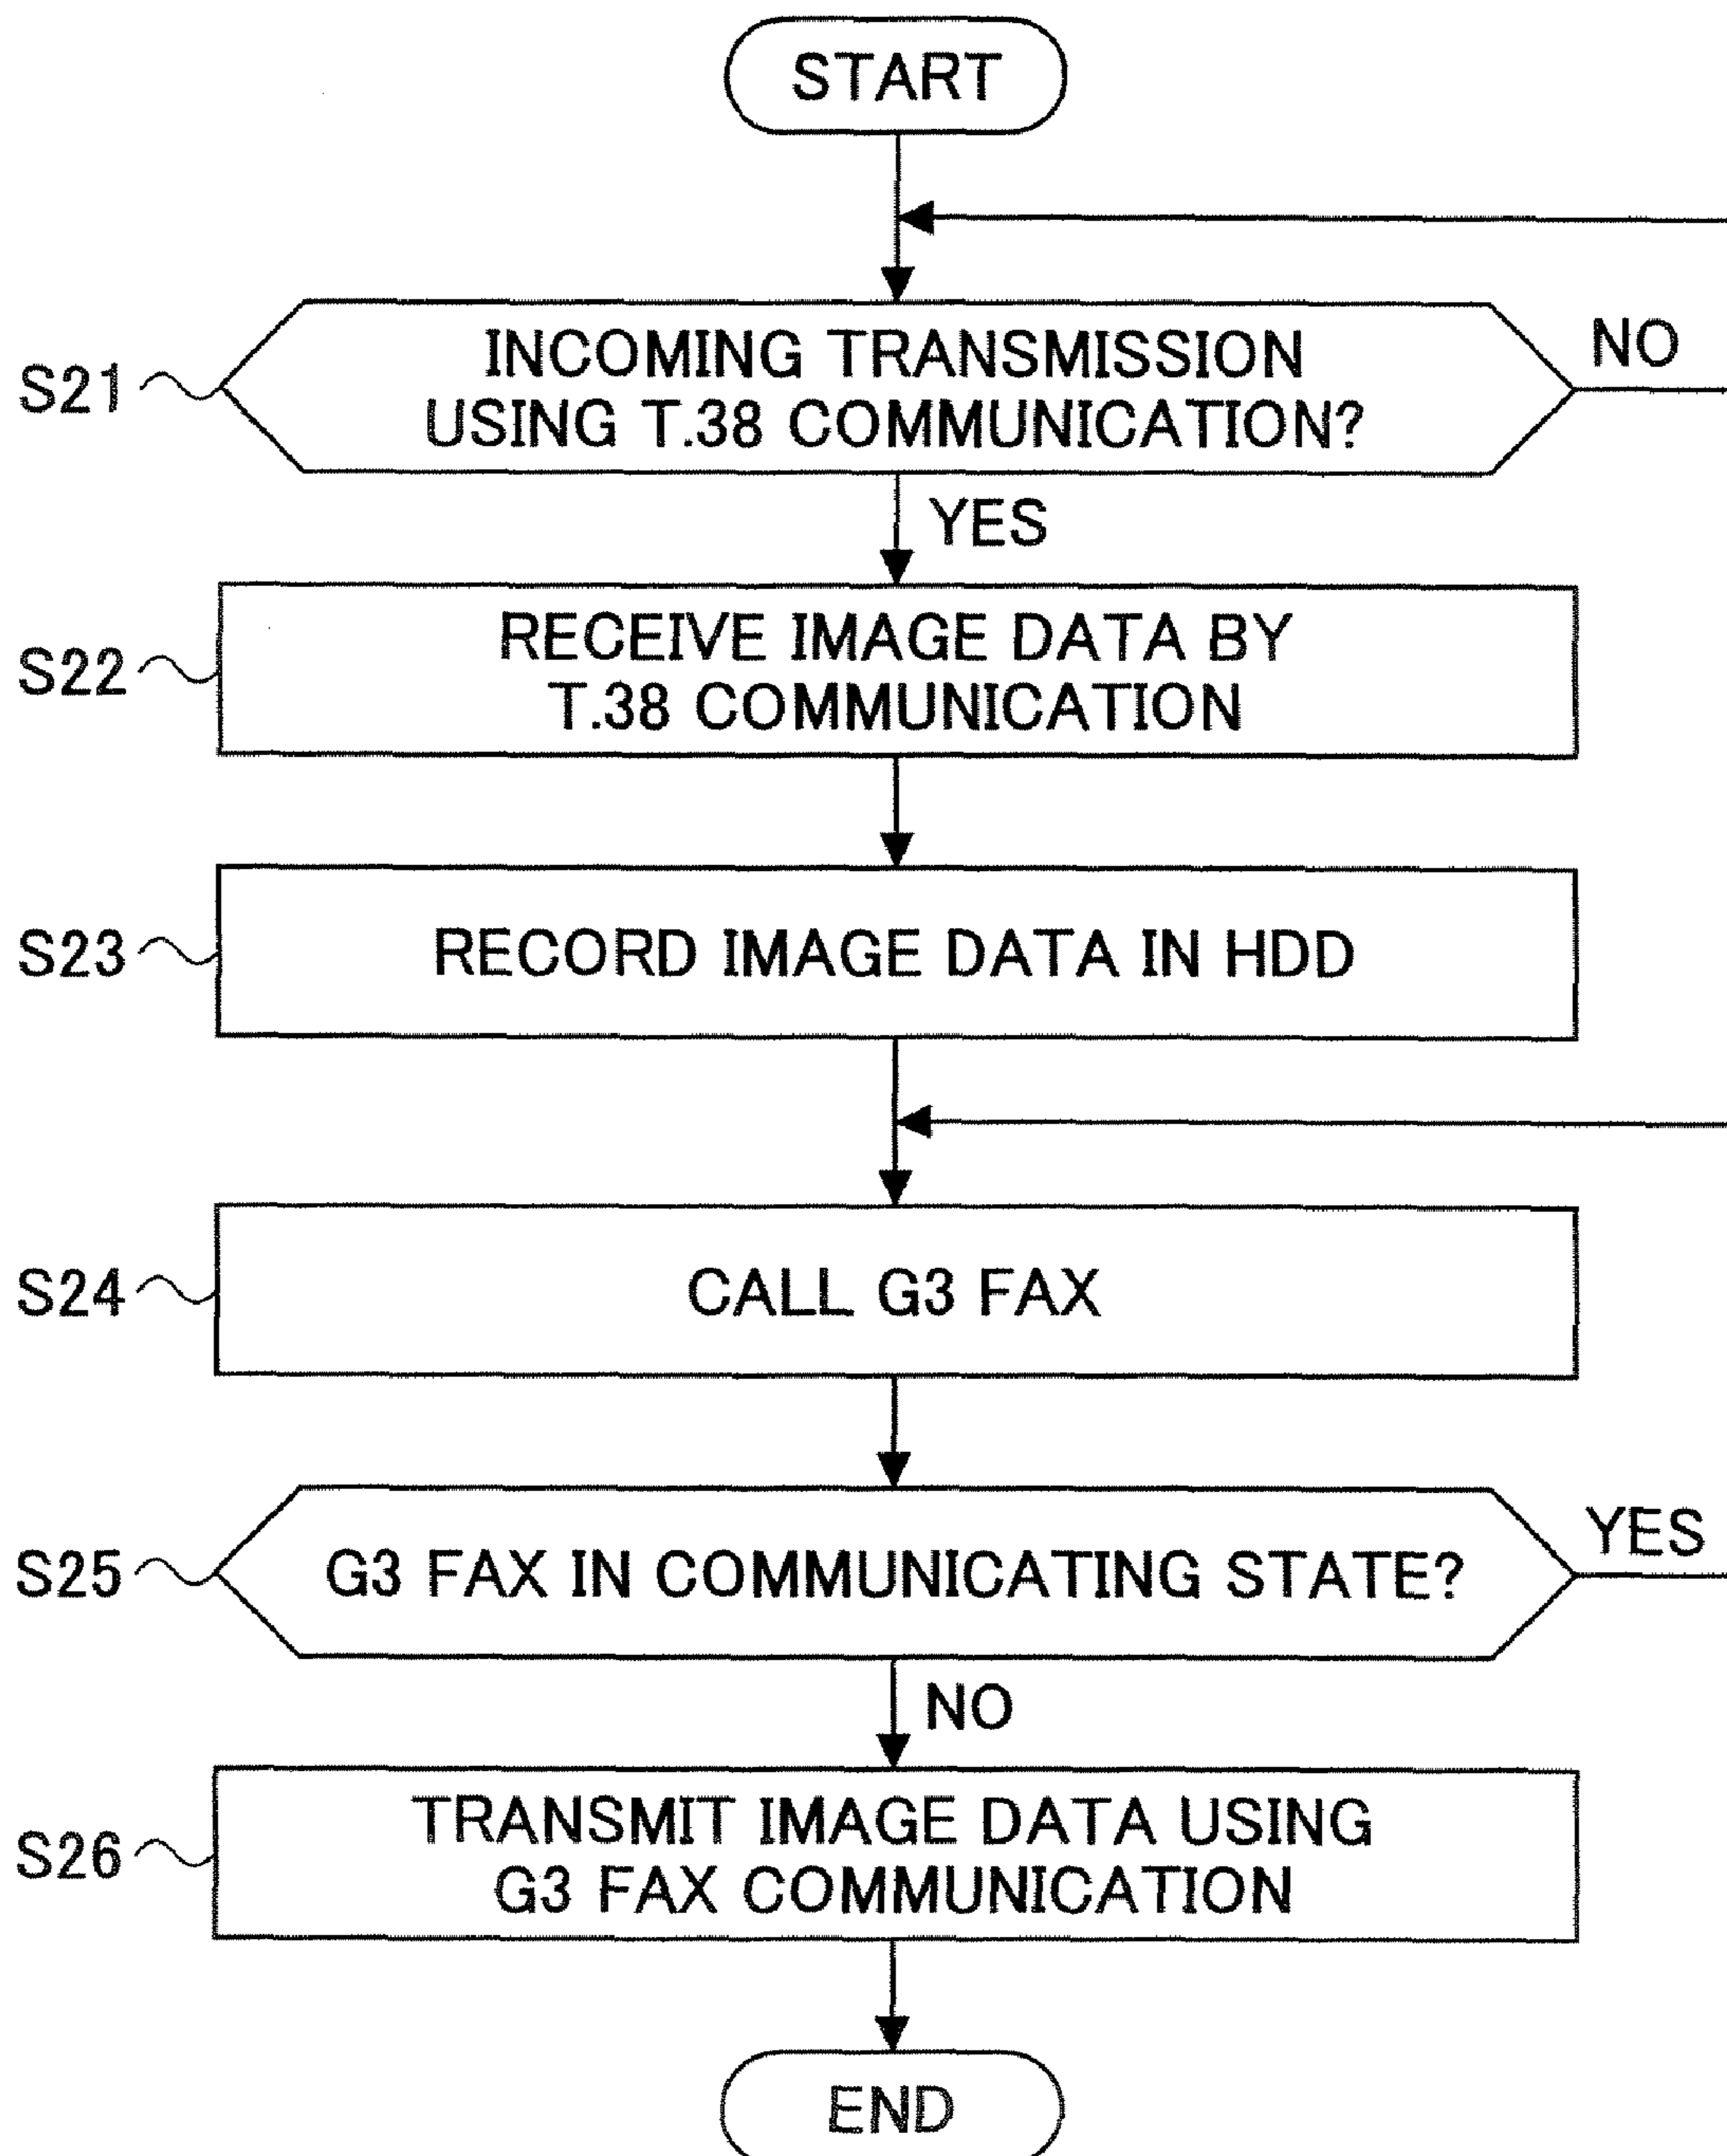 START
S21
INCOMING TRANSMISSION
USING T.38 COMMUNICATION?
NO
YES
S22
RECEIVE IMAGE DATA BY
T.38 COMMUNICATION
S23
RECORD IMAGE DATA IN HDD
S24
CALL G3 FAX
S25
G3 FAX IN COMMUNICATING STATE?
YES
NO
S26
TRANSMIT IMAGE DATA USING
G3 FAX COMMUNICATION
END